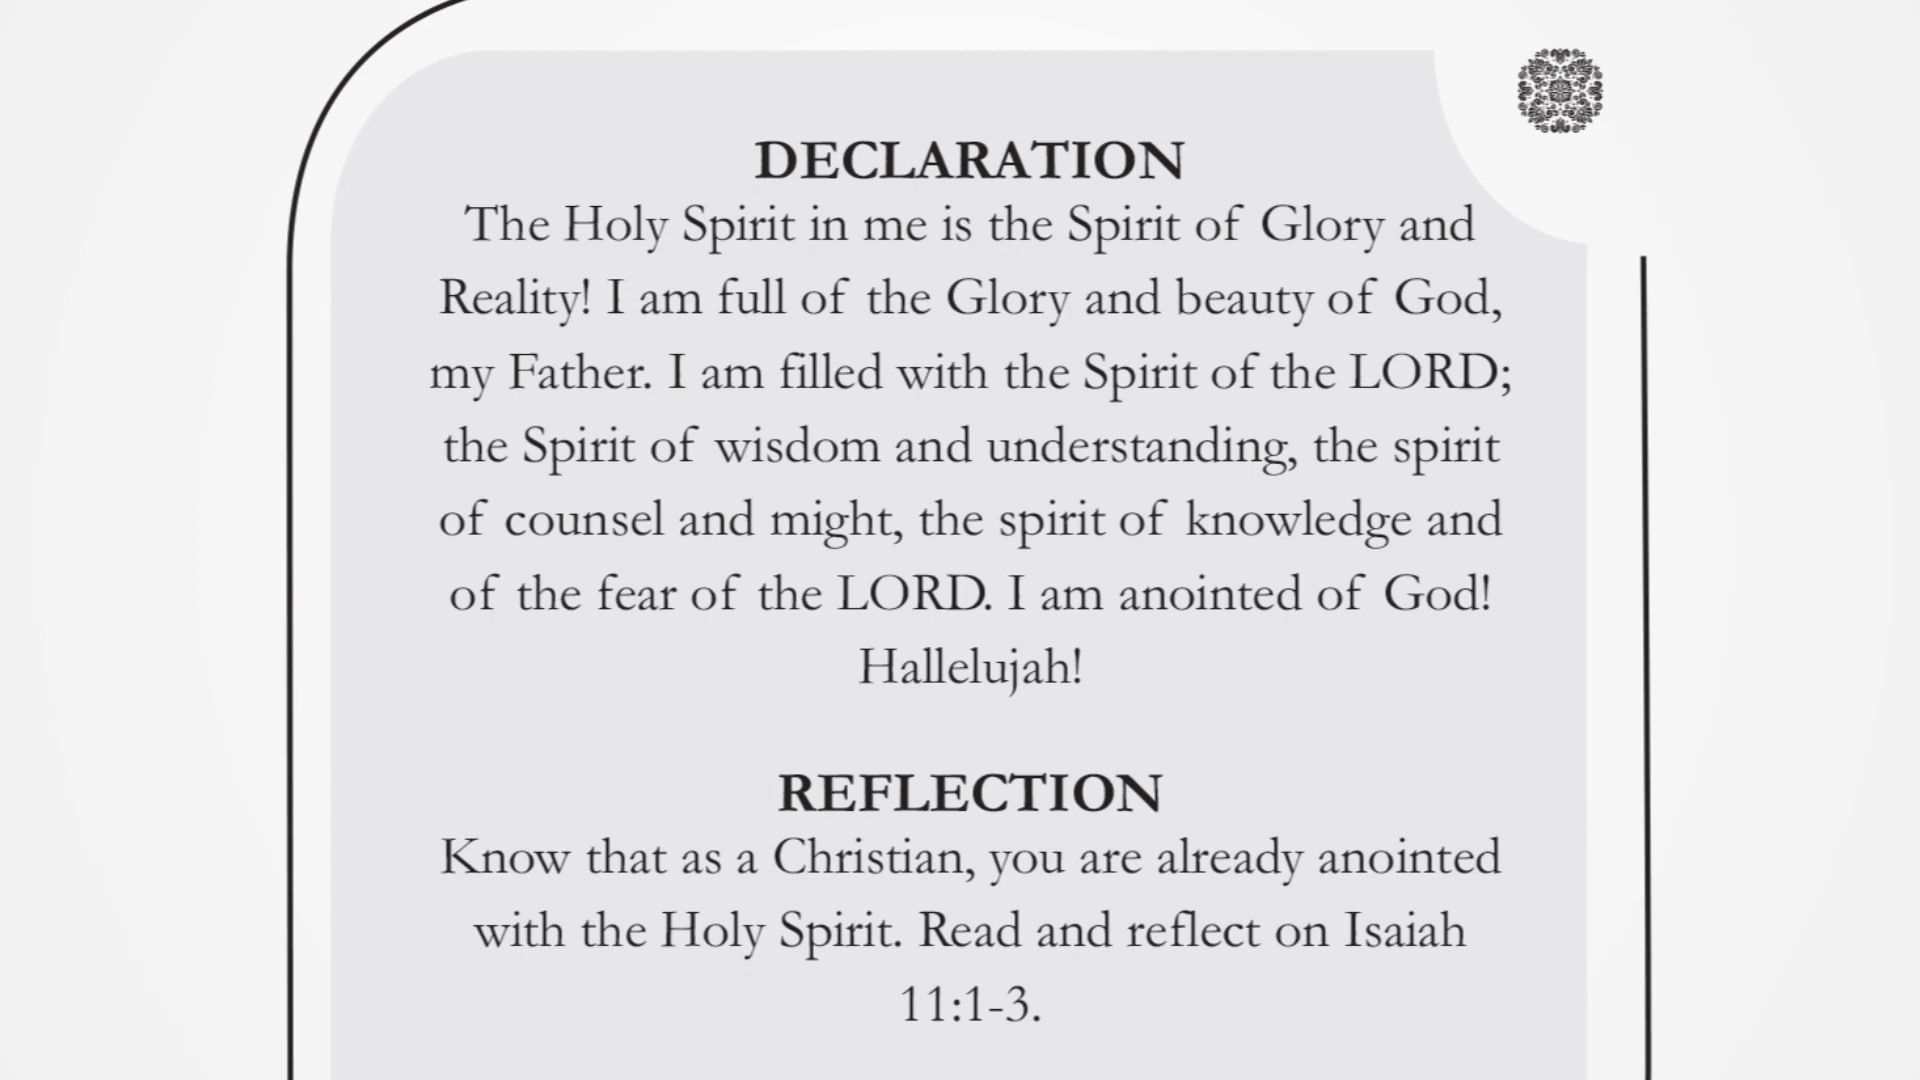 DECLARATION
The Holy Spirit in me is the Spirit of Glory and
Reality! I am full of the Glory and beauty of God,
my Father. I am filled with the Spirit of the LORD;
the Spirit of wisdom and understanding, the spirit
of counsel and might, the spirit of knowledge and
of the fear of the LORD. I am anointed of God!
Hallelujah!
REFLECTION
Know that as a Christian, you are already anointed
with the Holy Spirit. Read and reflect on Isaiah
11:1-3.